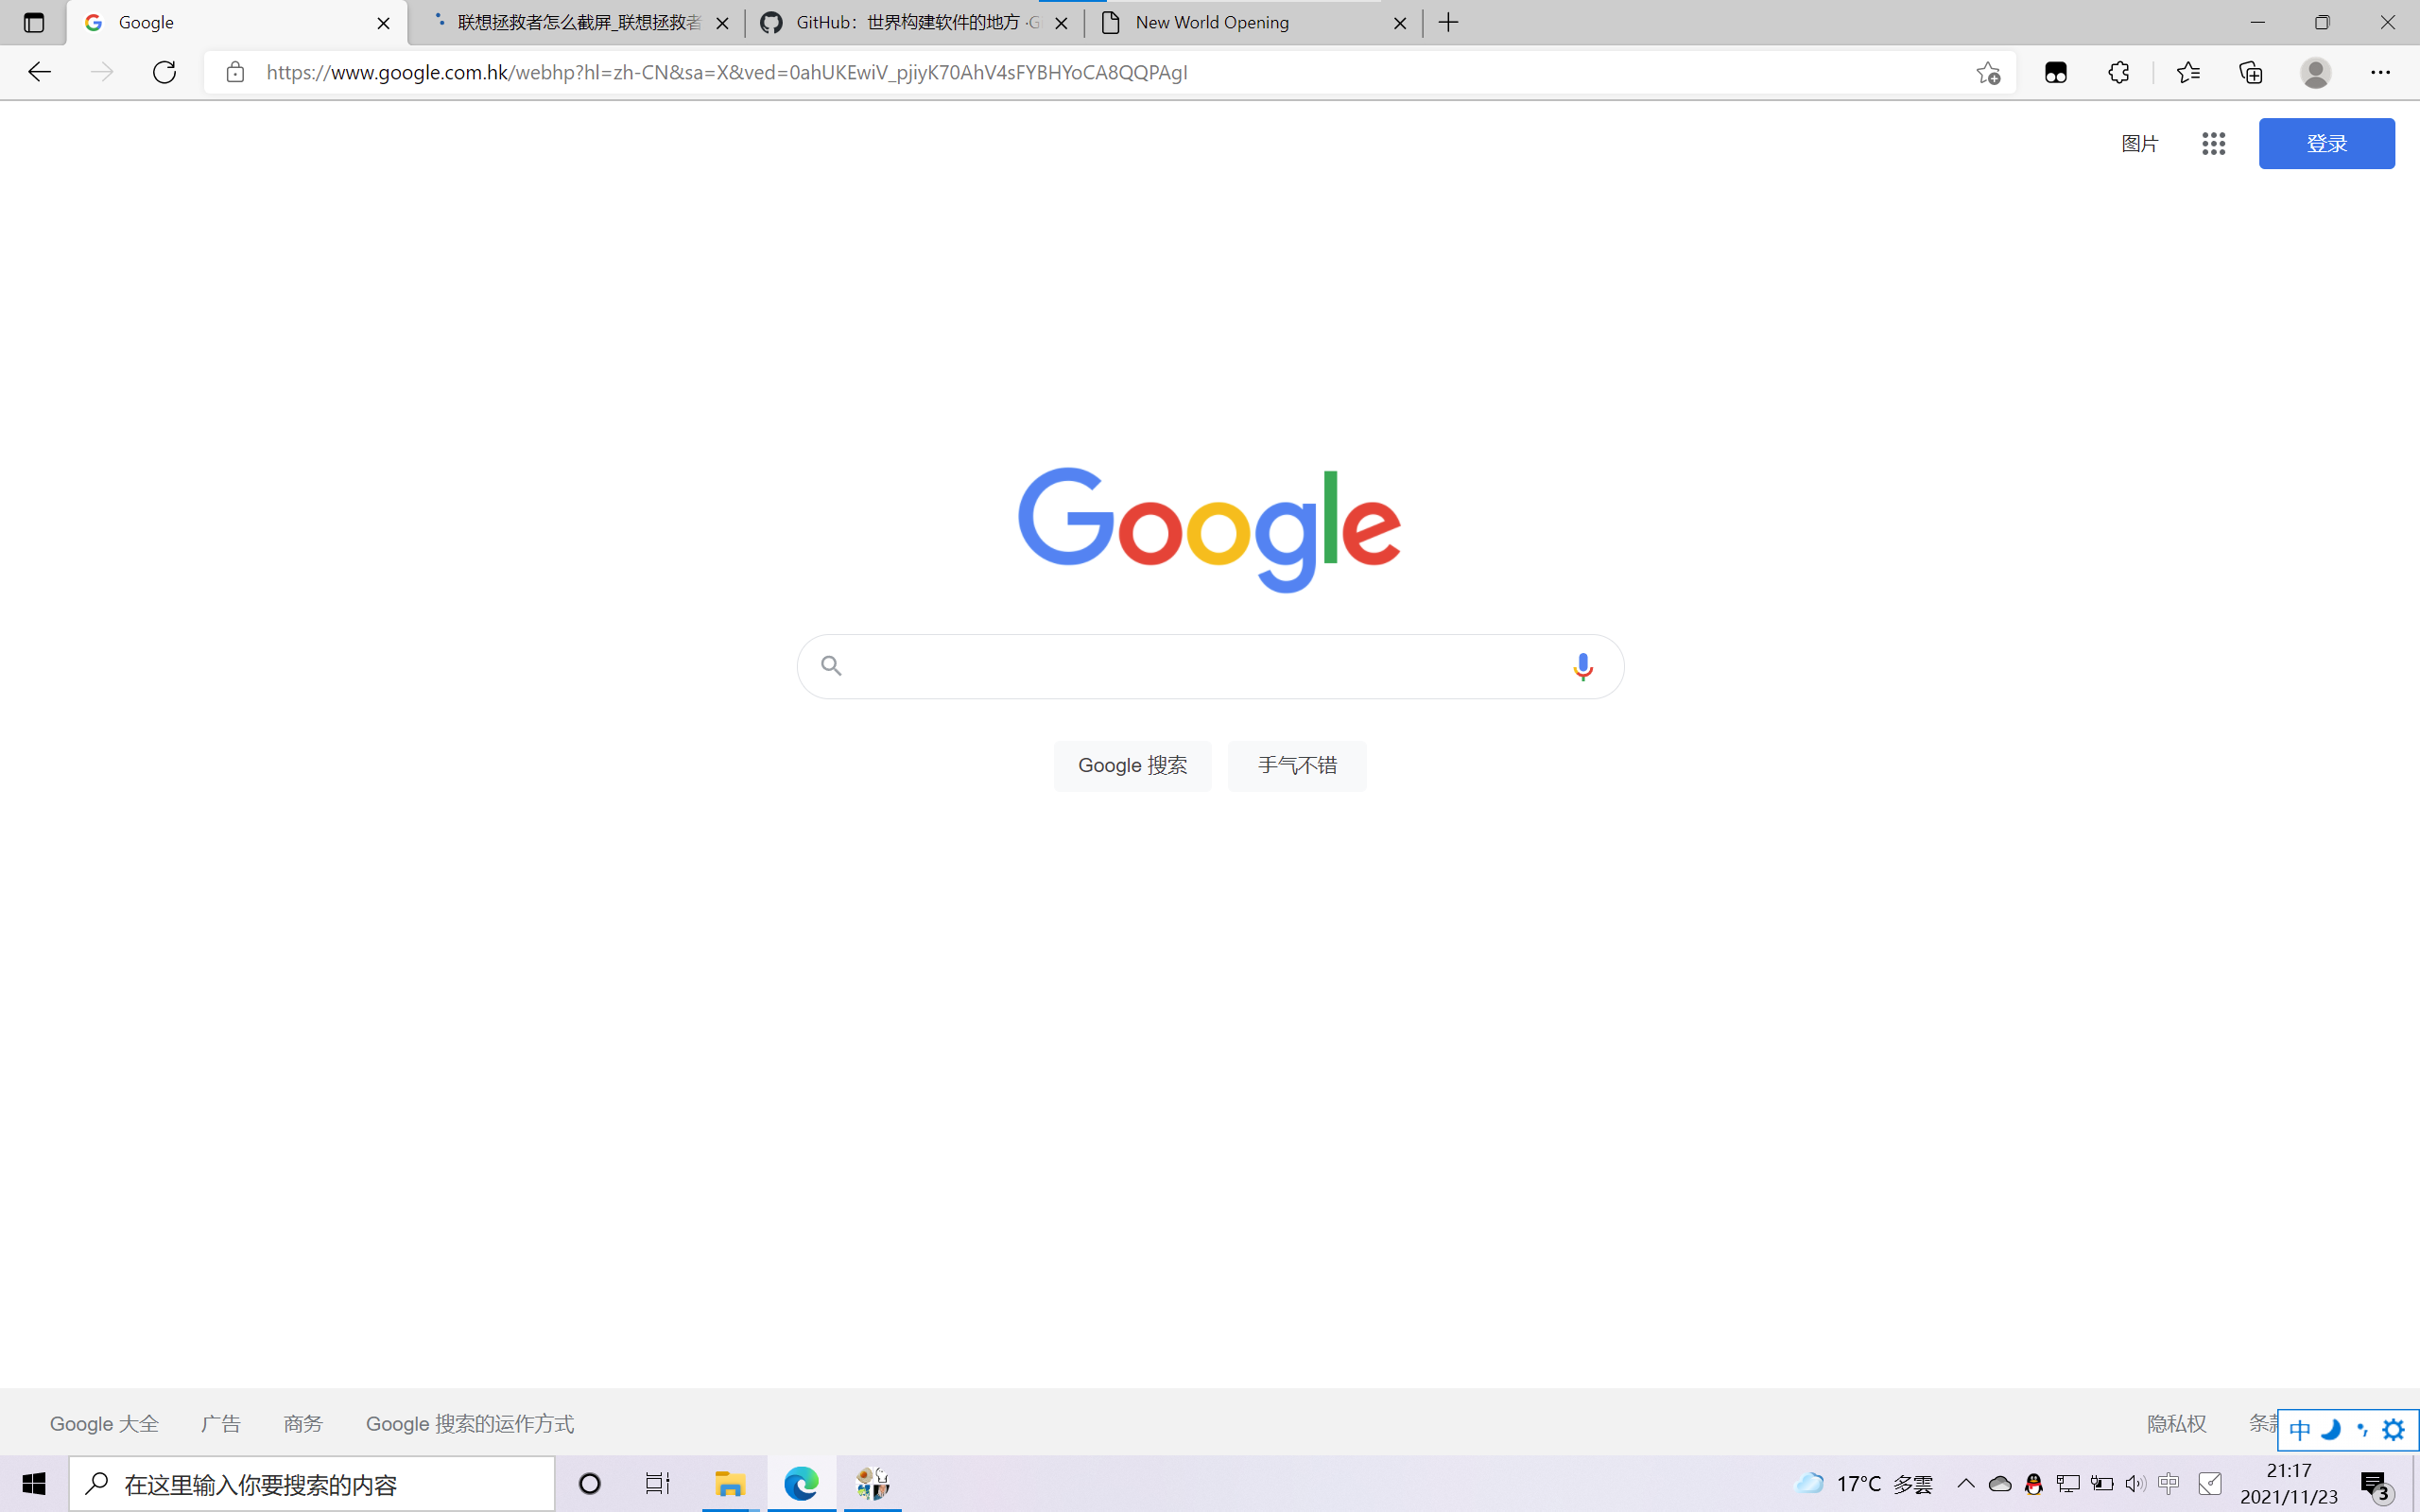 Google
联想拯救者怎么截屏_联想拯救者
GitHub：世界构建软件的地方 ·G
New World Opening
https://www.google.com.hk/webhp?hl=zh-CN&sa=X&ved=0ahUKEwiV_pjiyK70AhV4sFYBHYoCA8QQPAgI
图片
登录
Google
Google 搜索
手气不错
Google 大全
广告
商务
Google 搜索的运作方式
隐私权
中
在这里输入你要搜索的内容
17°C 多雲
中
21:17
2021/11/23
3